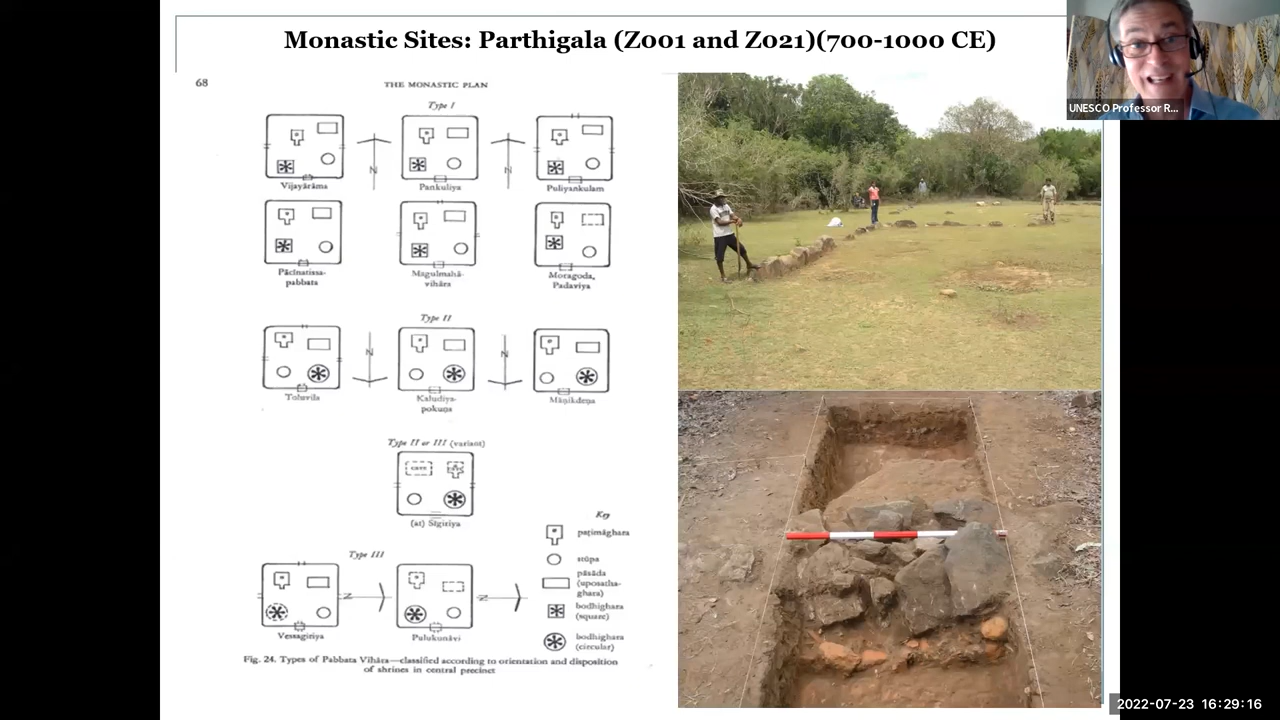 Monastic Sites: Parthigala (Z001 and Z021)(700-1000 CE)
UNESCO Professor R...
68
THE MONASTIC PLAN
Type I
Vijayārāma
Pankuliya
Puliyankulam
Pācīnatissa-
pabbata
Magulmahā-
vihāra
Moragoda,
Padaviya
Type II
N
N
N
N
Toluvila
Kaludiya-
pokuṇa
Māṇikdeṇa
Type II or III (variant)
(at) Sīgiriya
Key
paṭimāghara
stūpa
pāsāda
(uposatha-
ghara)
bodhighara
(square)
bodhighara
(circular)
Type III
N
N
Vessagiriya
Pulukunāvi
Fig. 24. Types of Pabbata Vihāra—classified according to orientation and disposition
of shrines in central precinct
2022-07-23 16:29:16